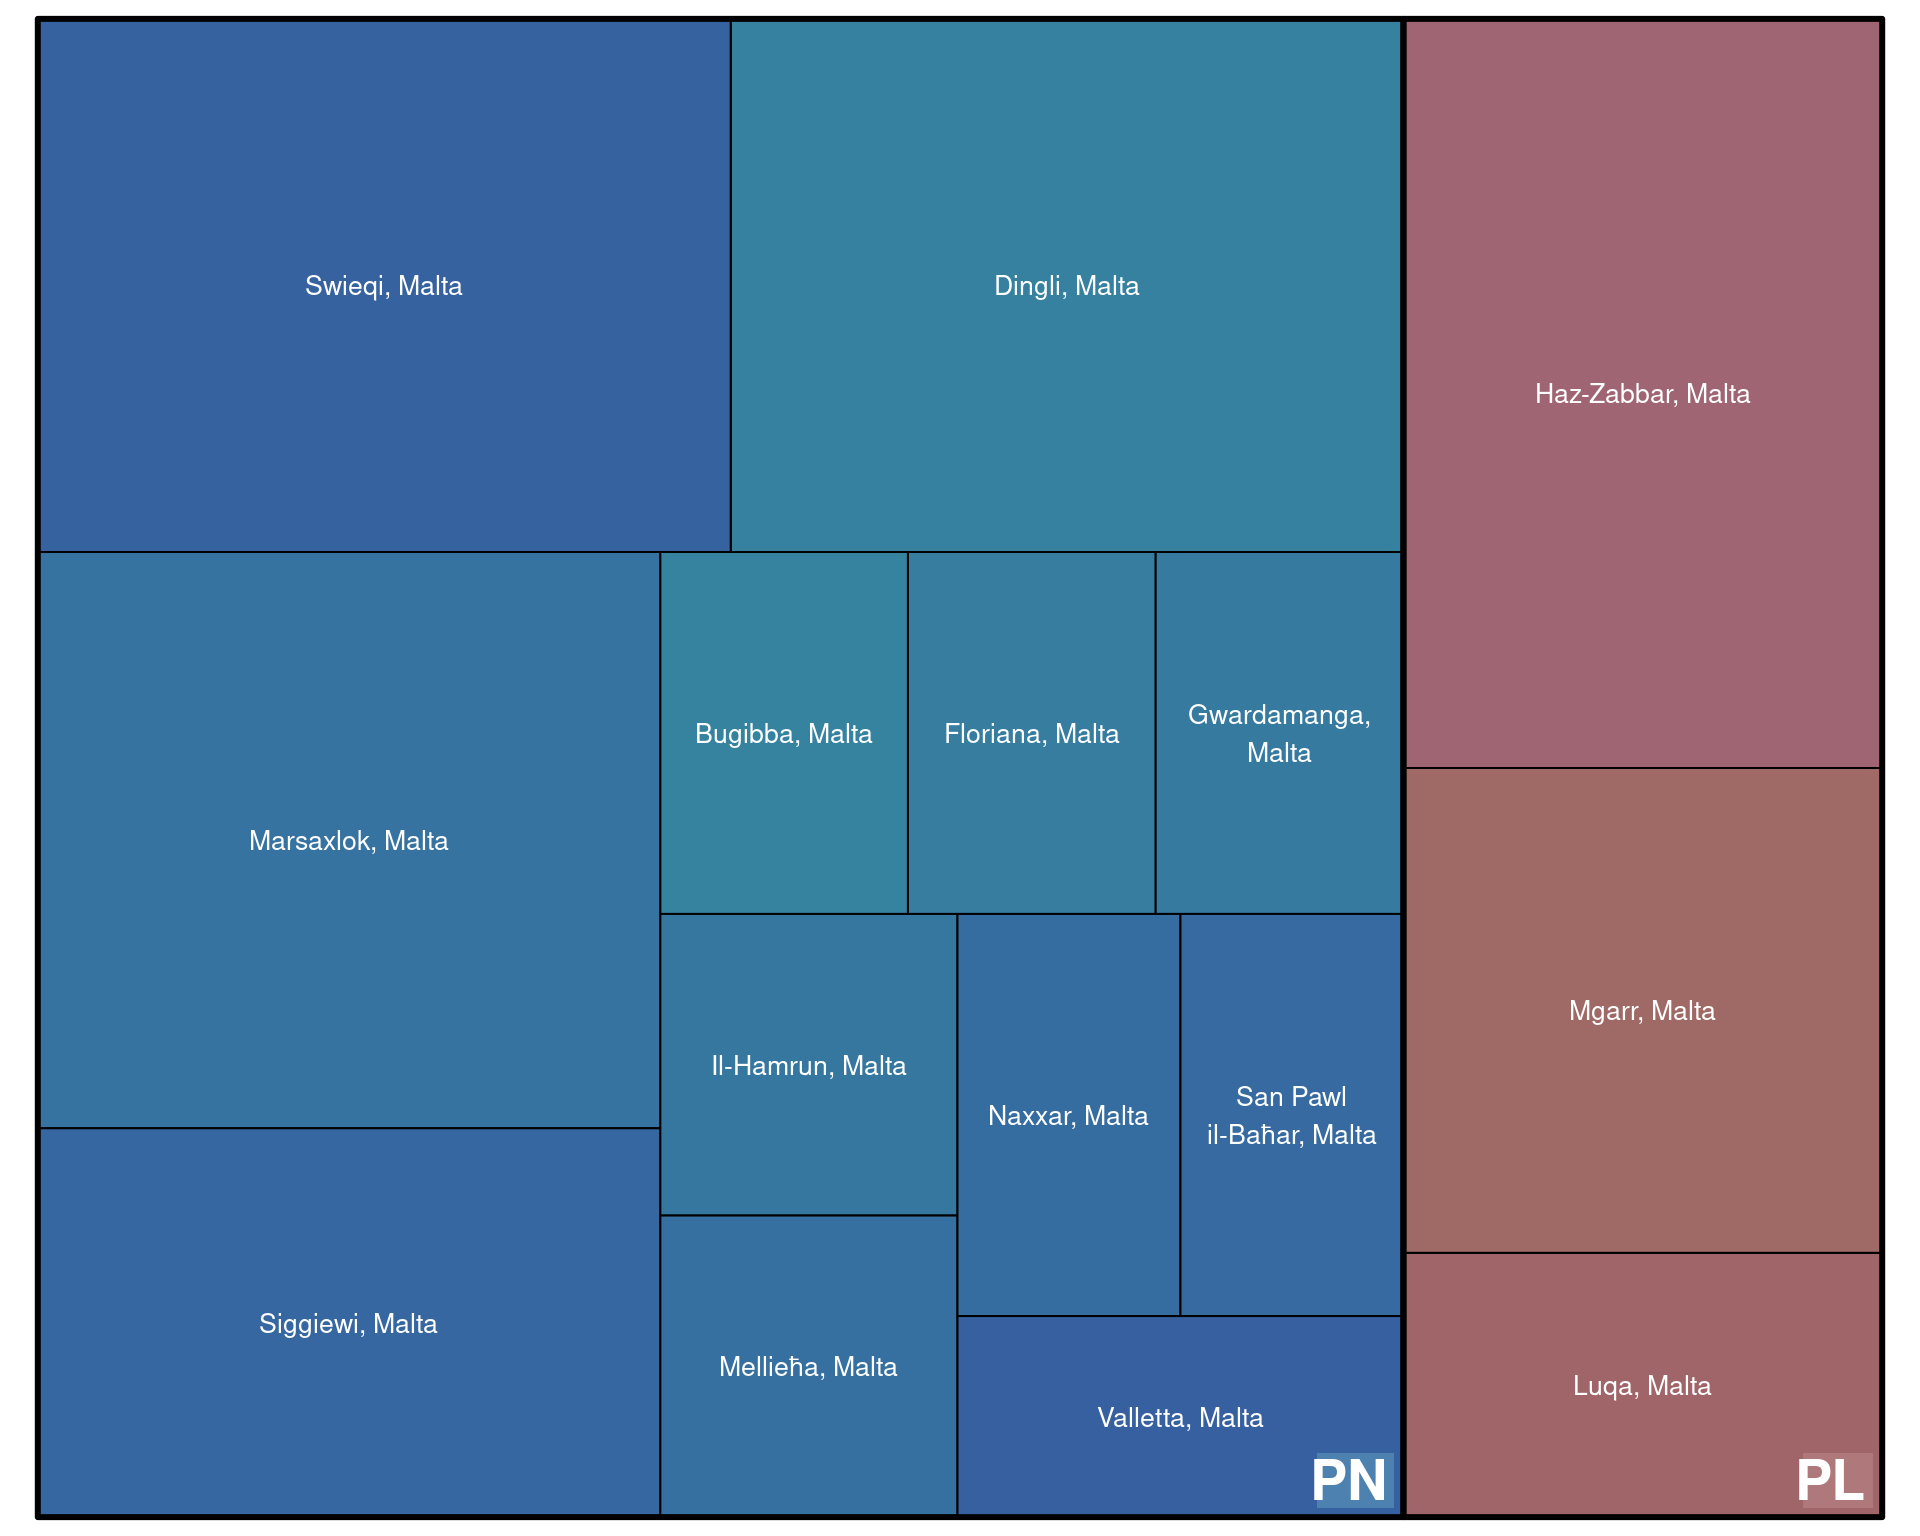 Swieqi, Malta
Dingli, Malta
Haz-Zabbar, Malta
Marsaxlok, Malta
Bugibba, Malta
Floriana, Malta
Gwardamanga,
Malta
Il-Hamrun, Malta
Naxxar, Malta
San Pawl
il-Baħar, Malta
Mgarr, Malta
Siggiewi, Malta
Mellieħa, Malta
Valletta, Malta
Luqa, Malta
PN
PL